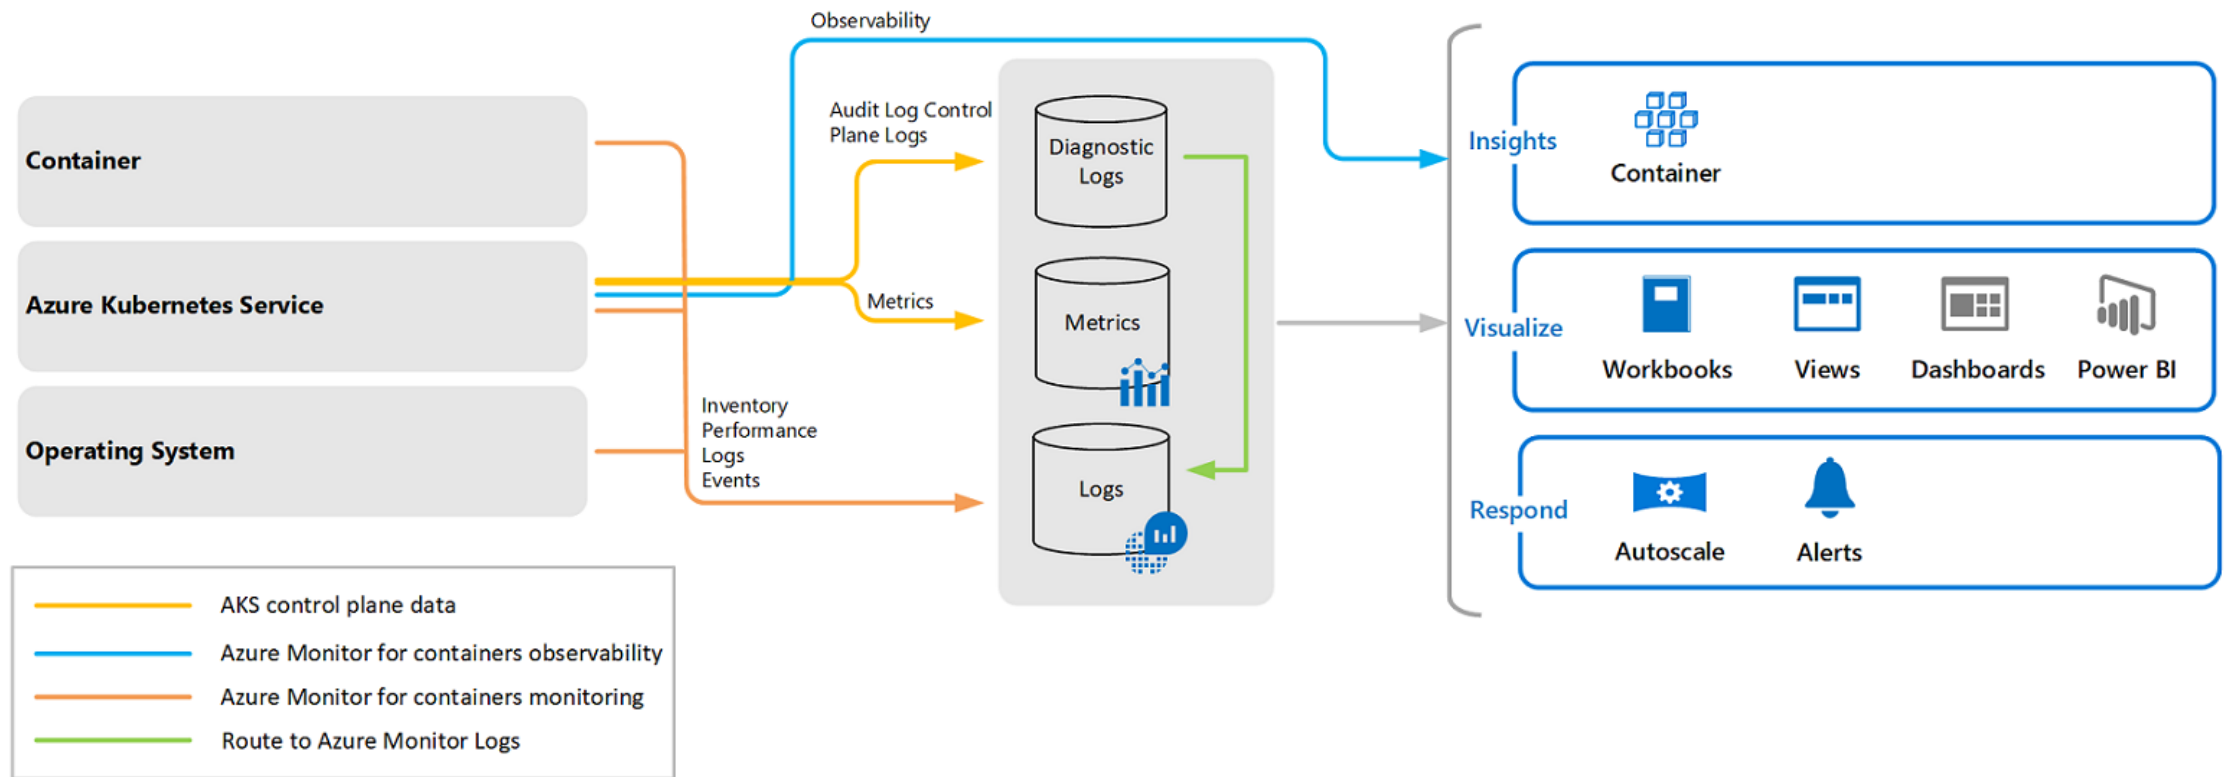 Observability
Container
Azure Kubernetes Service
Operating System
Audit Log Control
Plane Logs
Metrics
Inventory
Performance
Logs
Events
Diagnostic
Logs
Metrics
Logs
Insights
Container
Visualize
Workbooks
Views
Dashboards
Power BI
Respond
Autoscale
Alerts
AKS control plane data
Azure Monitor for containers observability
Azure Monitor for containers monitoring
Route to Azure Monitor Logs